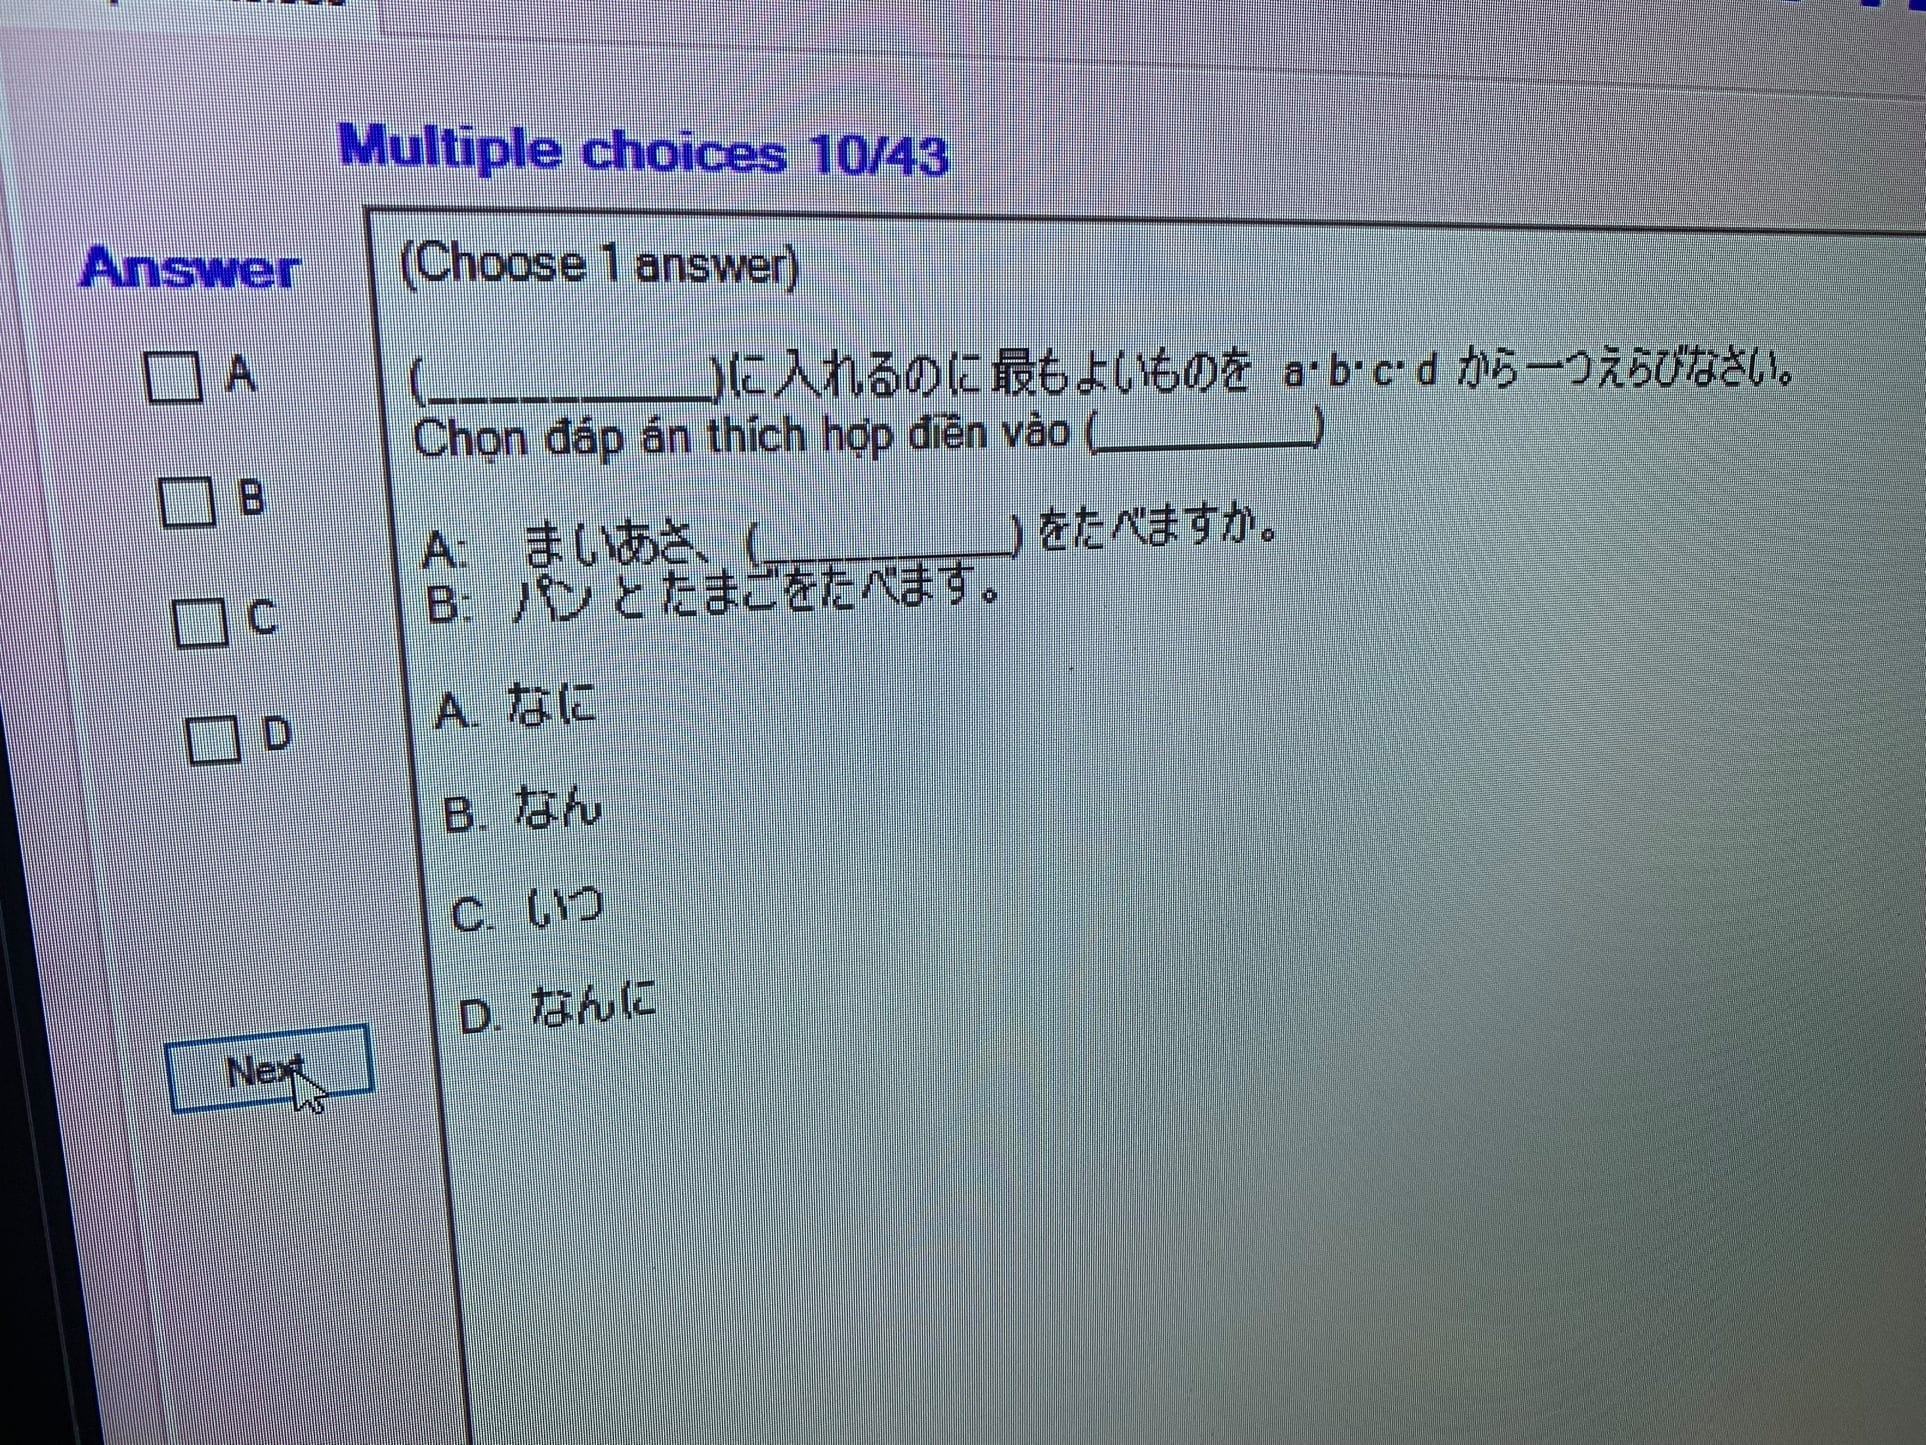 Multiple choices 10/43
Answer
(Choose 1 answer)
(__________)に入れるのに最もよいものを a・b・c・d から一つえらびなさい。
Chọn đáp án thích hợp điền vào (________)
A: まいあさ、(_________) をたべますか。
B: パン と たまごをたべます。
A. なに
B. なん
C. いつ
D. なんに
A
B
C
D
Next